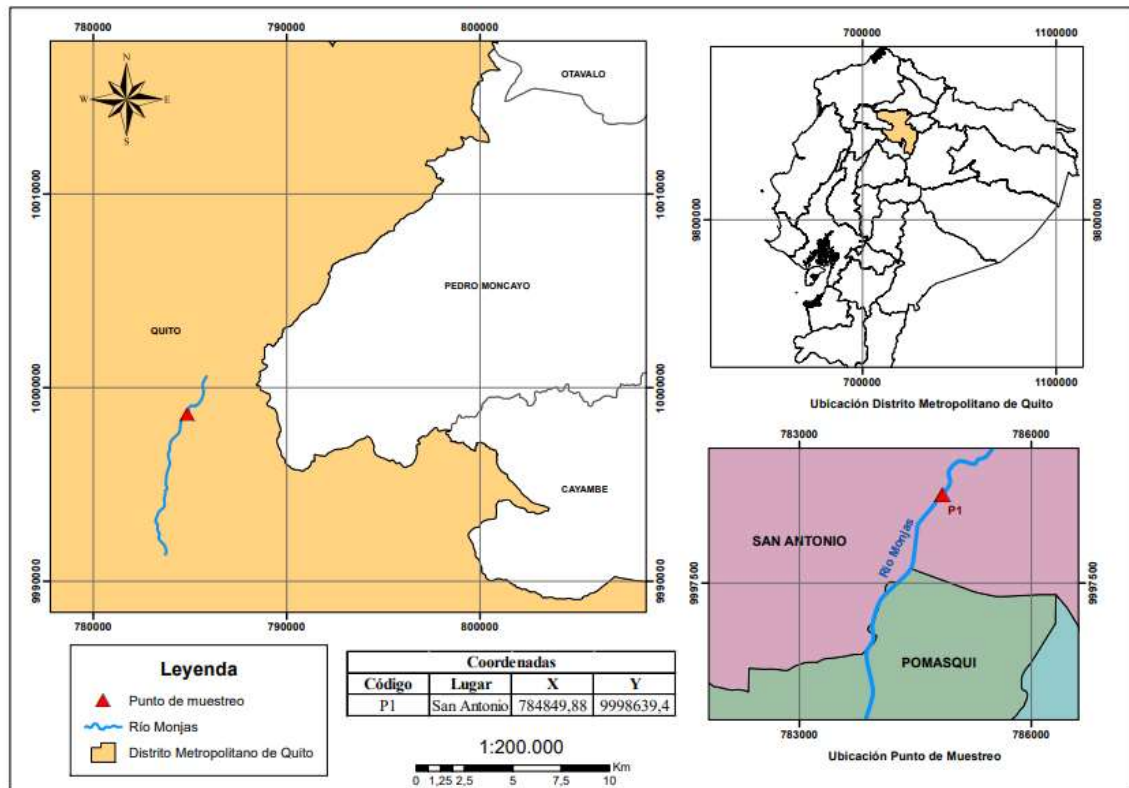 780000 790000 800000
N
W E
S
OTAVALO
PEDRO MONCAYO
QUITO
CAYAMBE
10010000
10010000
10000000
10000000
9990000
9990000
780000 790000 800000
700000 1100000
9800000
9800000
700000 1100000
Ubicación Distrito Metropolitano de Quito
783000 786000
P1
SAN ANTONIO
Río Monjas
9997500
9997500
POMASQUI
783000 786000
Ubicación Punto de Muestreo
Leyenda
Punto de muestreo
Río Monjas
Distrito Metropolitano de Quito
Coordenadas
Código Lugar X Y
P1 San Antonio 784849,88 9998639,4
1:200.000
Km
0 1,25 2,5 5 7,5 10